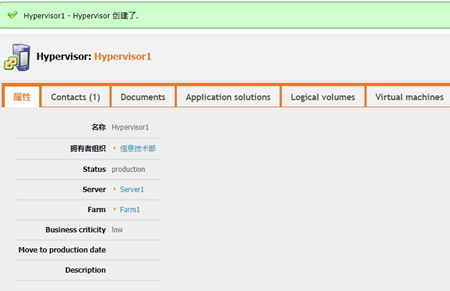 Hypervisor1 - Hypervisor 创建了.
Hypervisor: Hypervisor1
属性 Contacts (1) Documents Application solutions Logical volumes Virtual machines
名称 Hypervisor1
拥有者组织 信息技术部
Status production
Server Server1
Farm Farm1
Business criticity low
Move to production date
Description